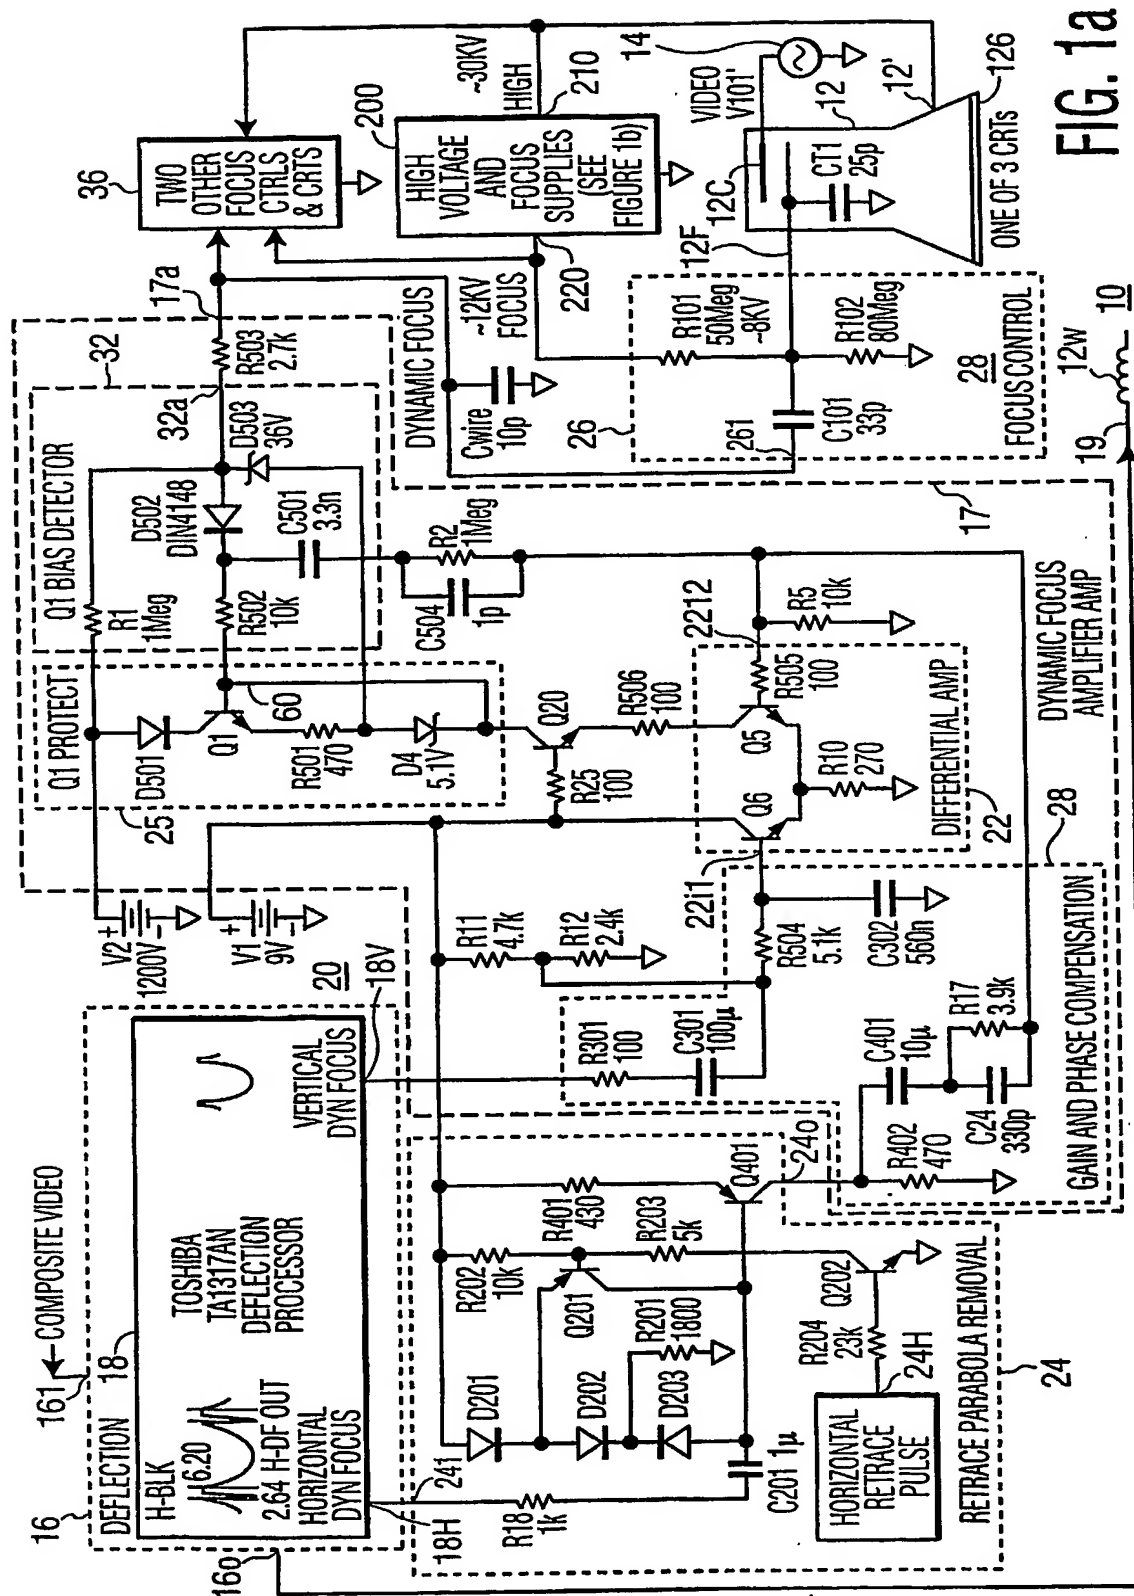 FIG. 1a
36
TWO
OTHER
FOCUS
CTRLS
& CRTS
200
~30KV
HIGH
HIGH
VOLTAGE
AND
FOCUS
SUPPLIES
(SEE
FIGURE 1b)
210
220
~12KV
FOCUS
14
VIDEO
V101'
12C
12
12'
126
12F
CT1
25p
ONE OF 3 CRTs
17a
32
R503
2.7k
32a
Q1 BIAS DETECTOR
D503
36V
D502
DIN4148
C501
3.3n
R1
1Meg
R502
10k
DYNAMIC FOCUS
Cwire
10p
26
261
R101
50Meg
~8KV
R102
80Meg
C101
33p
28
FOCUS CONTROL
12w
10
19
17
Q1 PROTECT
D501
Q1
60
R501
470
D4
5.1V
25
C504
1p
R2
1Meg
Q20
R25
100
R506
100
2212
R505
100
R5
10k
Q5
Q6
R10
270
DIFFERENTIAL AMP
22
22i1
DYNAMIC FOCUS
AMPLIFIER AMP
28
V2
+
-
1200V
V1
+
-
9V
20
R11
4.7k
R12
2.4k
R504
5.1k
C302
560n
R301
100
C301
100µ
C401
10µ
R17
3.9k
C24
330p
R402
470
GAIN AND PHASE COMPENSATION
161
COMPOSITE VIDEO
16
DEFLECTION
18
H-BLK
6.20
2.64 H-DF OUT
HORIZONTAL
DYN FOCUS
TOSHIBA
TA1317AN
DEFLECTION
PROCESSOR
VERTICAL
DYN FOCUS
18V
18H
16o
241
R18
1k
C201 1µ
D201
D202
D203
R201
1800
Q201
R202
10k
R401
430
R203
5k
Q401
24o
Q202
R204
23k
24H
HORIZONTAL
RETRACE
PULSE
RETRACE PARABOLA REMOVAL
24